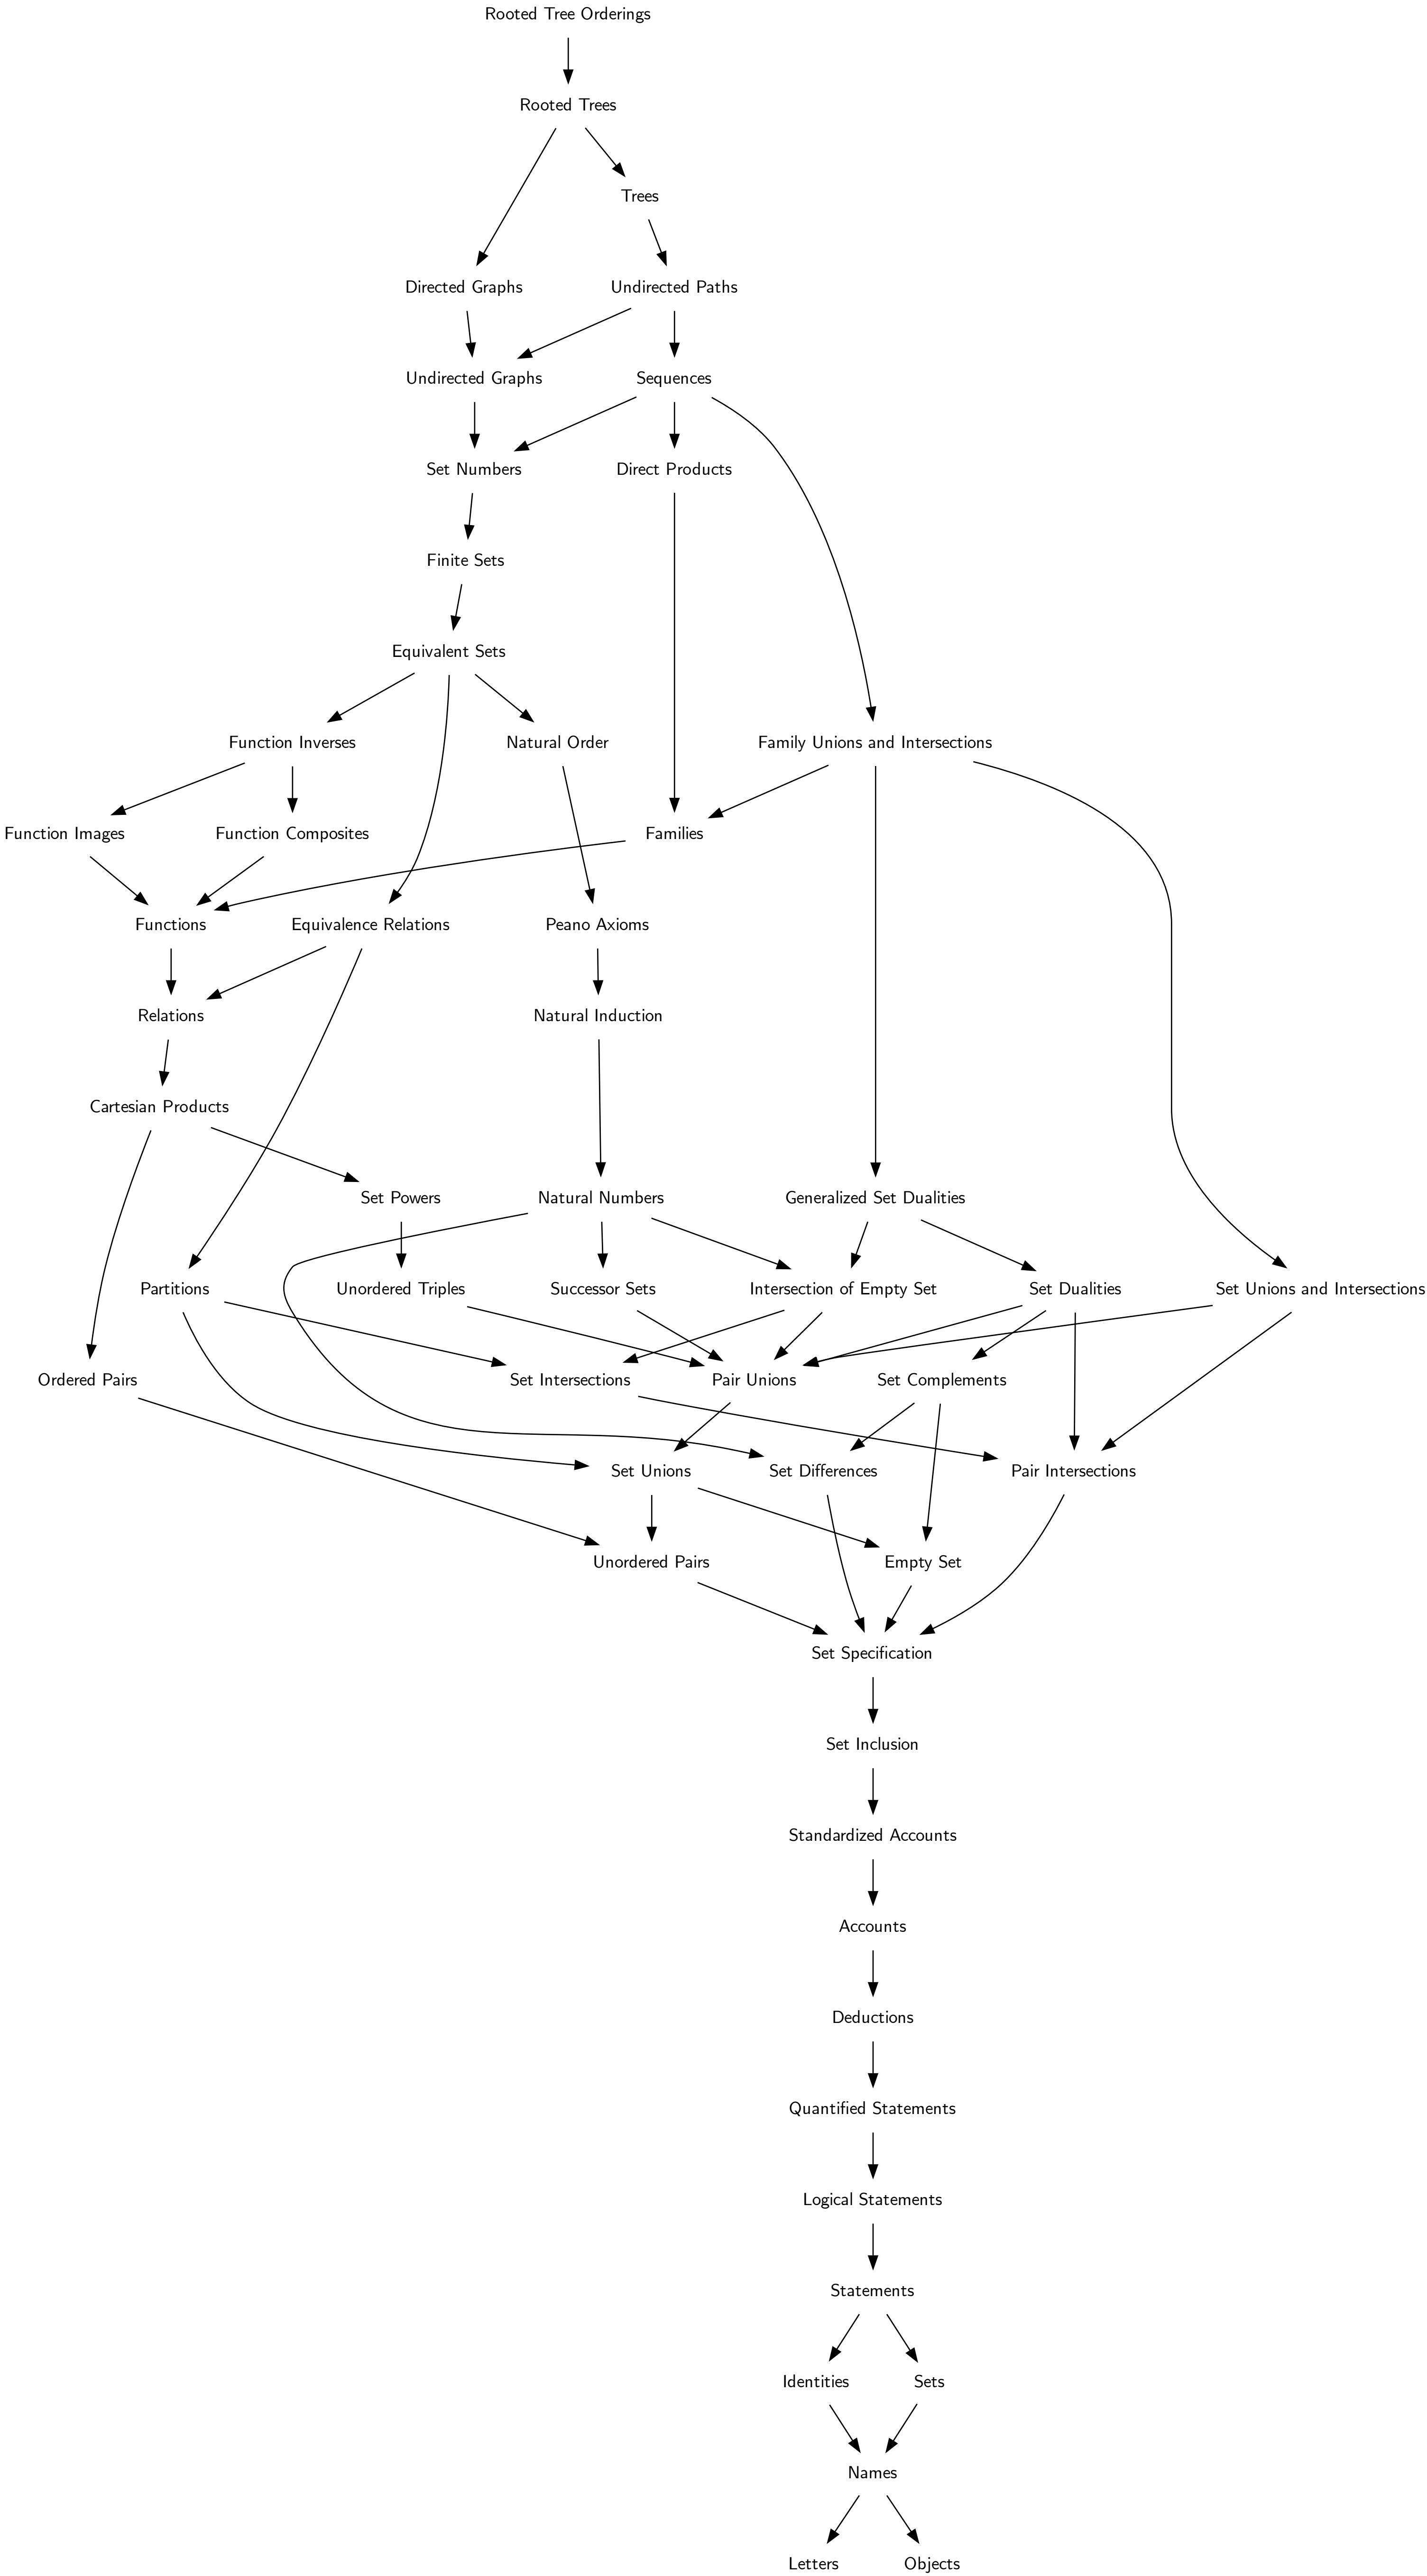 Rooted Tree Orderings
Rooted Trees
Trees
Directed Graphs
Undirected Paths
Undirected Graphs
Sequences
Set Numbers
Direct Products
Finite Sets
Equivalent Sets
Function Inverses
Natural Order
Family Unions and Intersections
Function Images
Function Composites
Families
Functions
Equivalence Relations
Peano Axioms
Relations
Natural Induction
Cartesian Products
Set Powers
Natural Numbers
Generalized Set Dualities
Partitions
Unordered Triples
Successor Sets
Intersection of Empty Set
Set Dualities
Set Unions and Intersections
Ordered Pairs
Set Intersections
Pair Unions
Set Complements
Set Unions
Set Differences
Pair Intersections
Unordered Pairs
Empty Set
Set Specification
Set Inclusion
Standardized Accounts
Accounts
Deductions
Quantified Statements
Logical Statements
Statements
Identities
Sets
Names
Letters
Objects